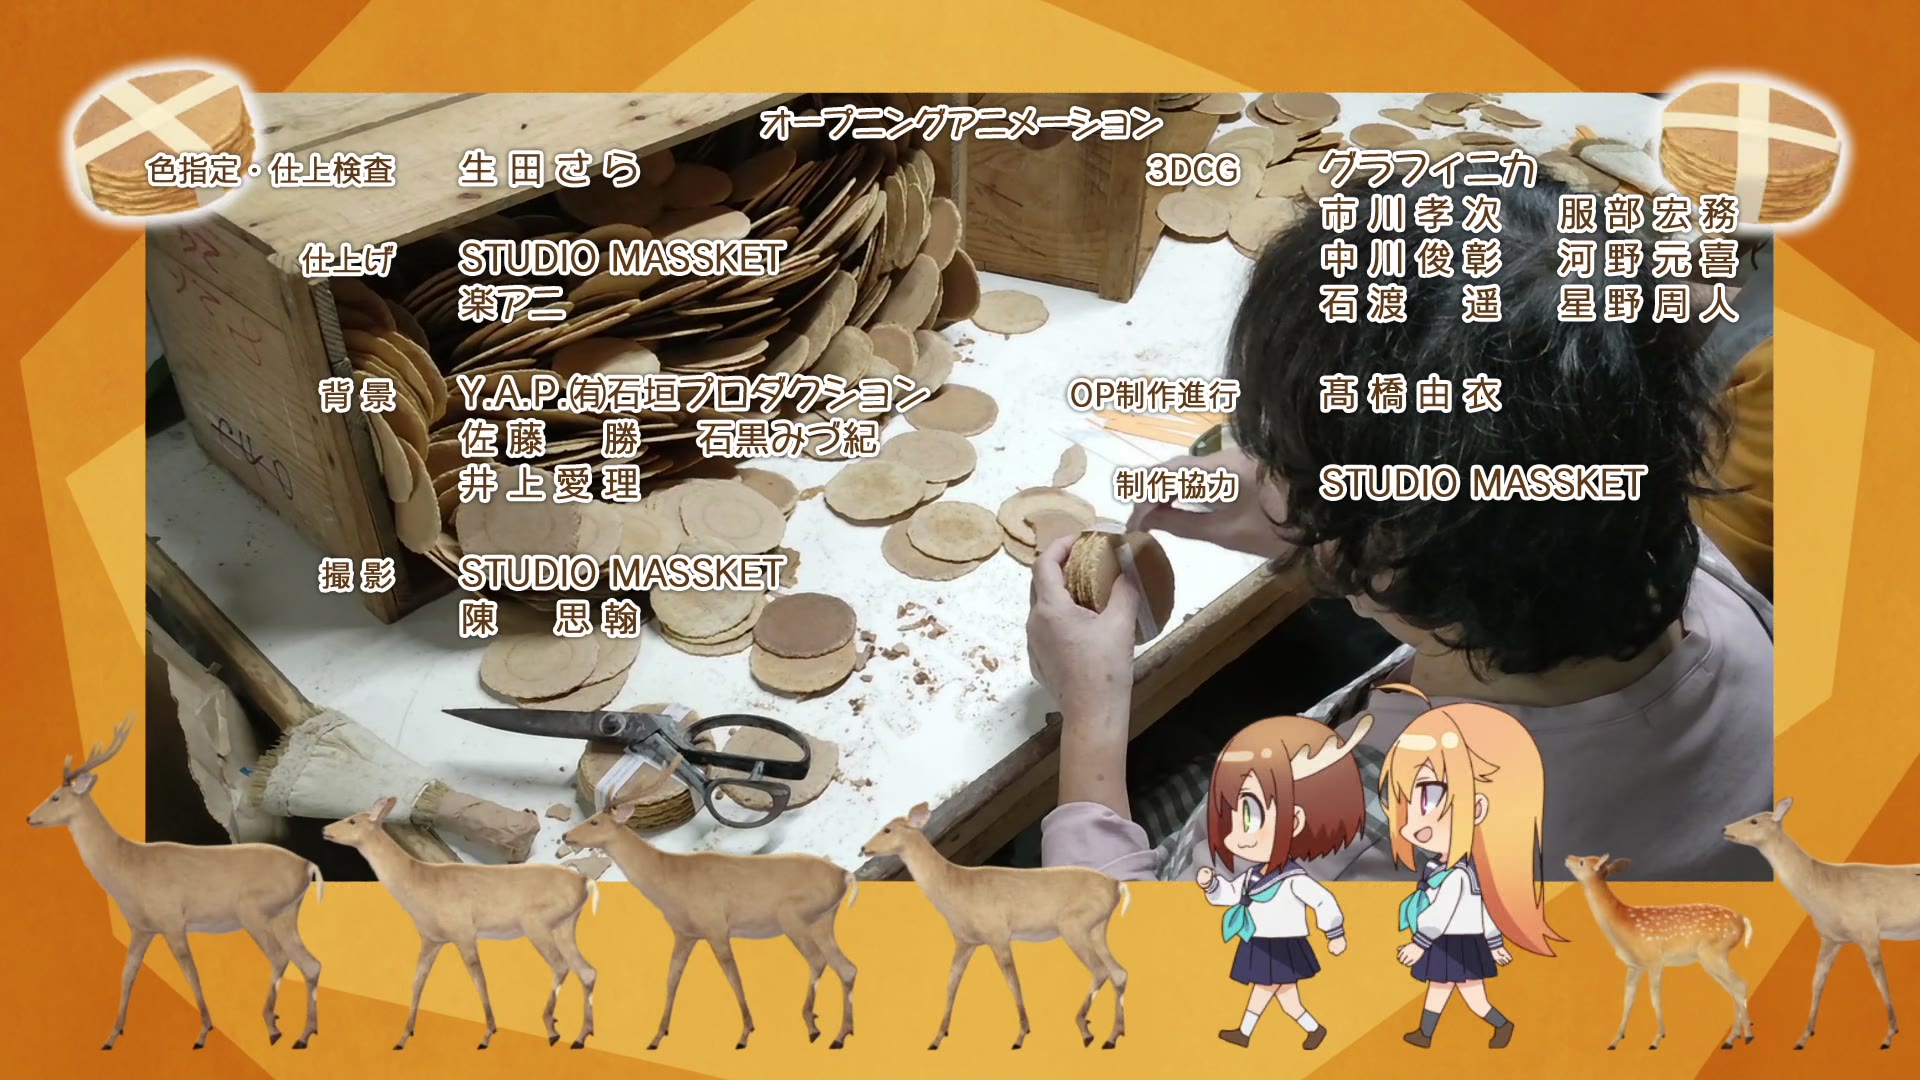 オープニングアニメーション
色指定・仕上検査 生田さら
仕上げ STUDIO MASSKET
楽アニ
背景 Y.A.P.㈲石垣プロダクション
佐藤 勝 石黒みづ紀
井上愛理
撮影 STUDIO MASSKET
陳 思翰
3DCG グラフィニカ
市川孝次 服部宏務
中川俊彰 河野元喜
石渡 遥 星野周人
OP制作進行 髙橋由衣
制作協力 STUDIO MASSKET